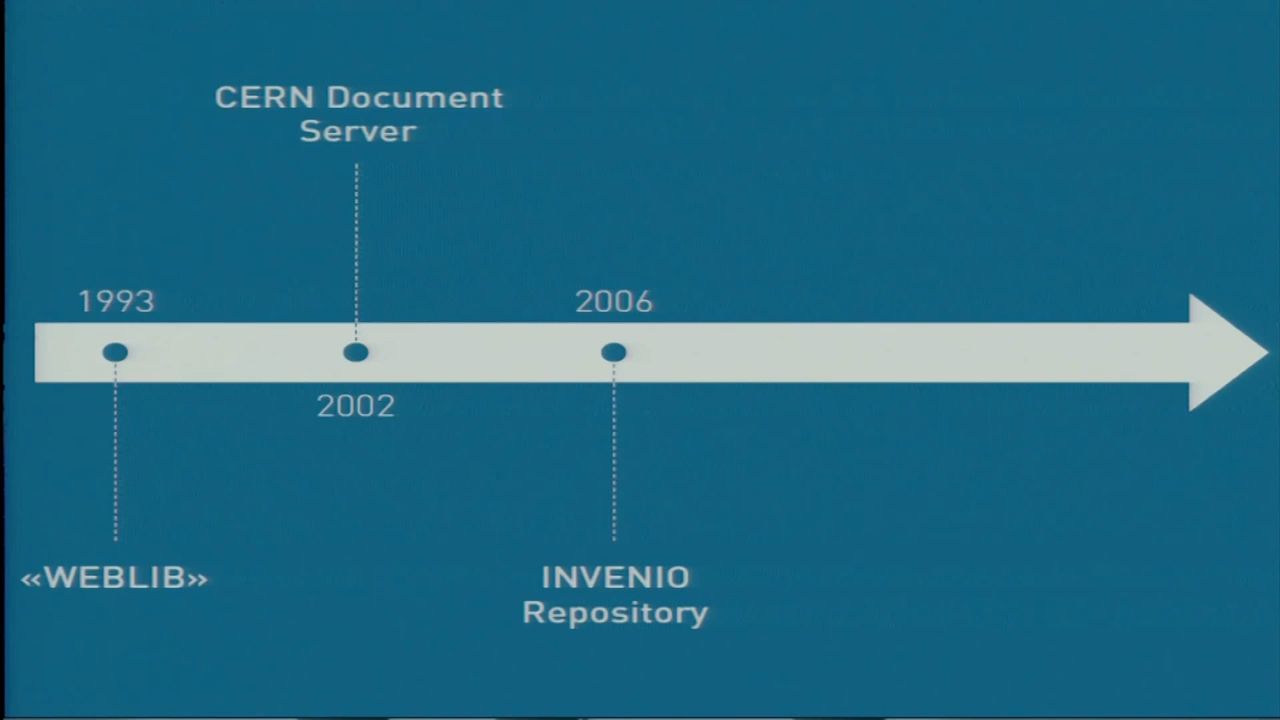 CERN Document
Server
1993
2006
2002
«WEBLIB»
INVENIO
Repository